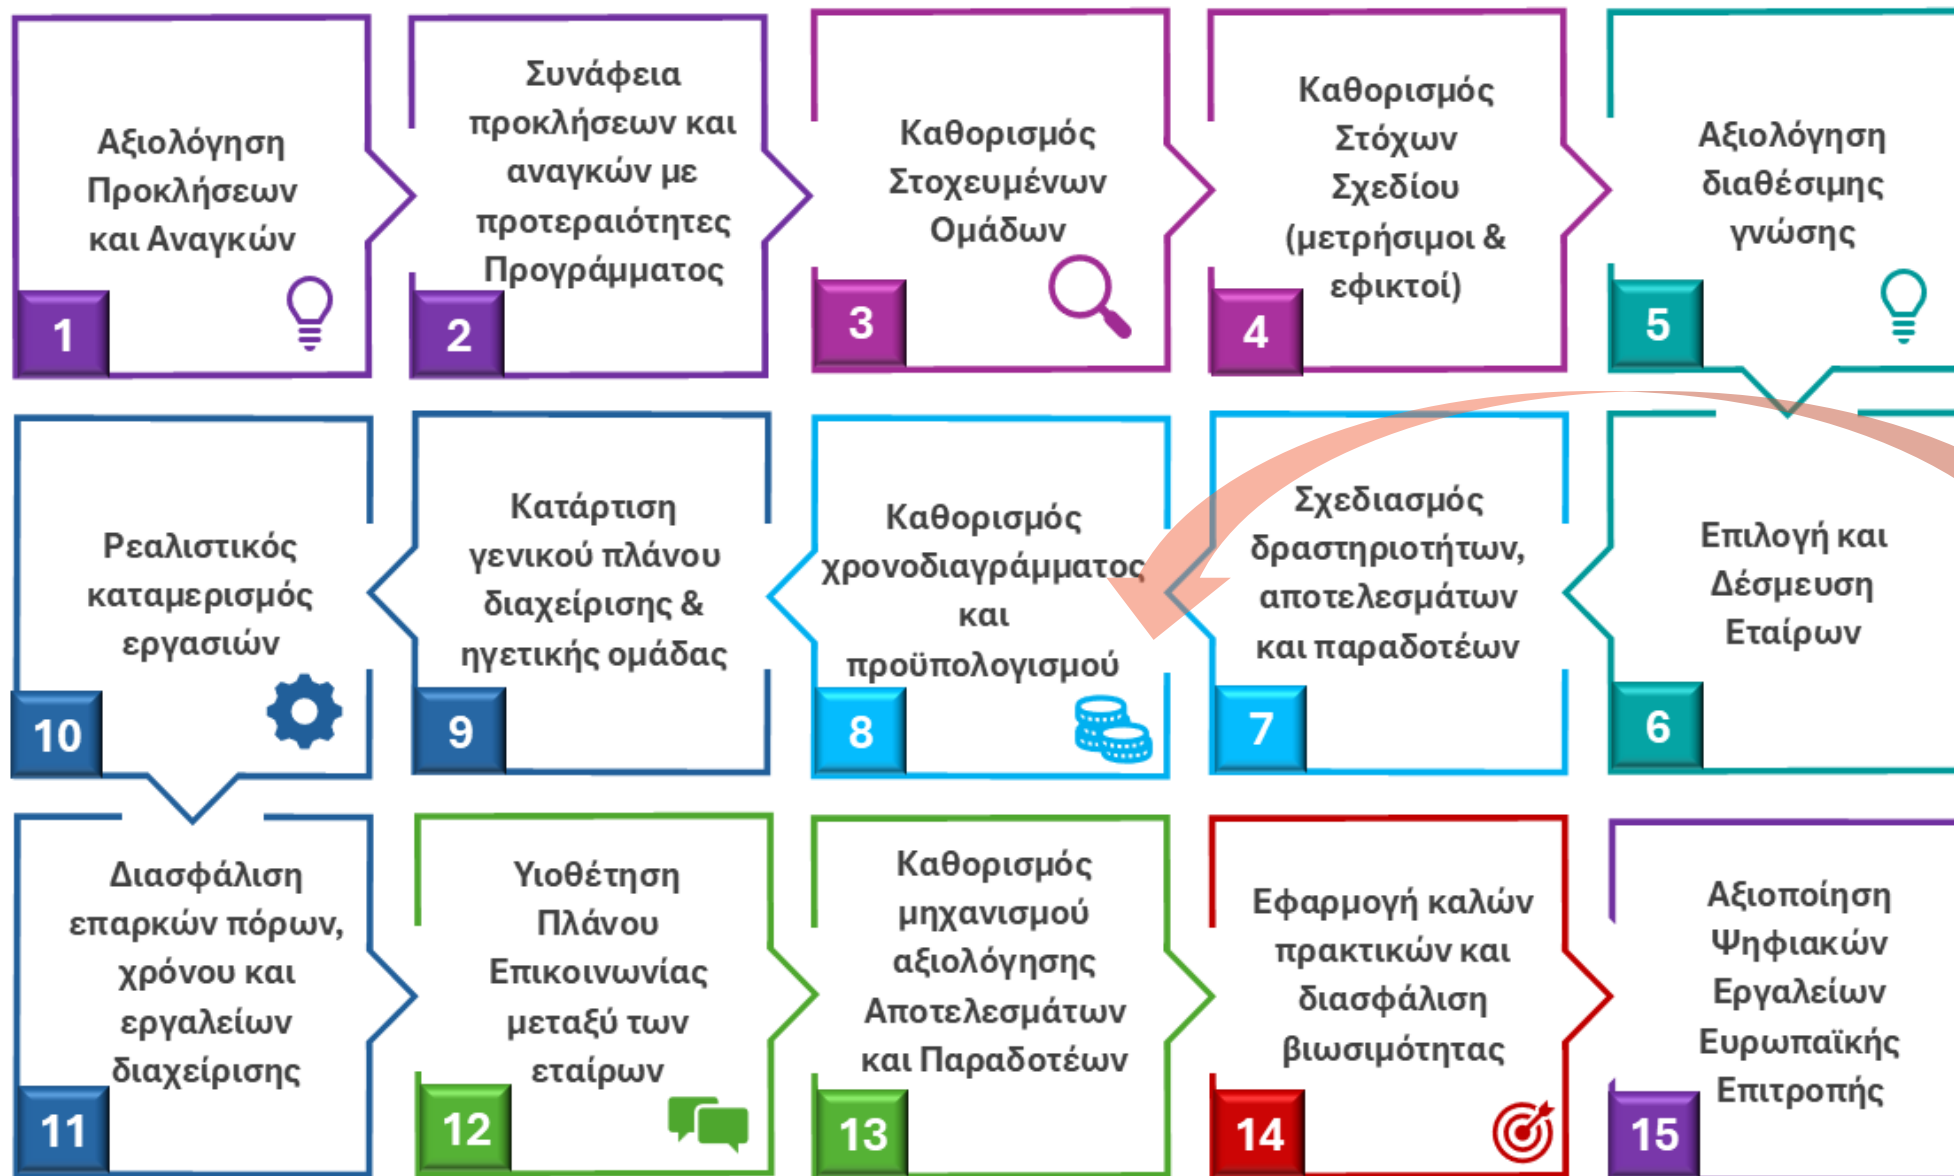 Αξιολόγηση
Προκλήσεων
και Αναγκών
1
Συνάφεια
προκλήσεων και
αναγκών με
προτεραιότητες
Προγράμματος
2
Καθορισμός
Στοχευμένων
Ομάδων
3
Καθορισμός
Στόχων
Σχεδίου
(μετρήσιμοι &
εφικτοί)
4
Αξιολόγηση
διαθέσιμης
γνώσης
5
Επιλογή και
Δέσμευση
Εταίρων
6
Σχεδιασμός
δραστηριοτήτων,
αποτελεσμάτων
και παραδοτέων
7
Καθορισμός
χρονοδιαγράμματος
και
προϋπολογισμού
8
Κατάρτιση
γενικού πλάνου
διαχείρισης &
ηγετικής ομάδας
9
Ρεαλιστικός
καταμερισμός
εργασιών
10
Διασφάλιση
επαρκών πόρων,
χρόνου και
εργαλείων
διαχείρισης
11
Υιοθέτηση
Πλάνου
Επικοινωνίας
μεταξύ των
εταίρων
12
Καθορισμός
μηχανισμού
αξιολόγησης
Αποτελεσμάτων
και Παραδοτέων
13
Εφαρμογή καλών
πρακτικών και
διασφάλιση
βιωσιμότητας
14
Αξιοποίηση
Ψηφιακών
Εργαλείων
Ευρωπαϊκής
Επιτροπής
15